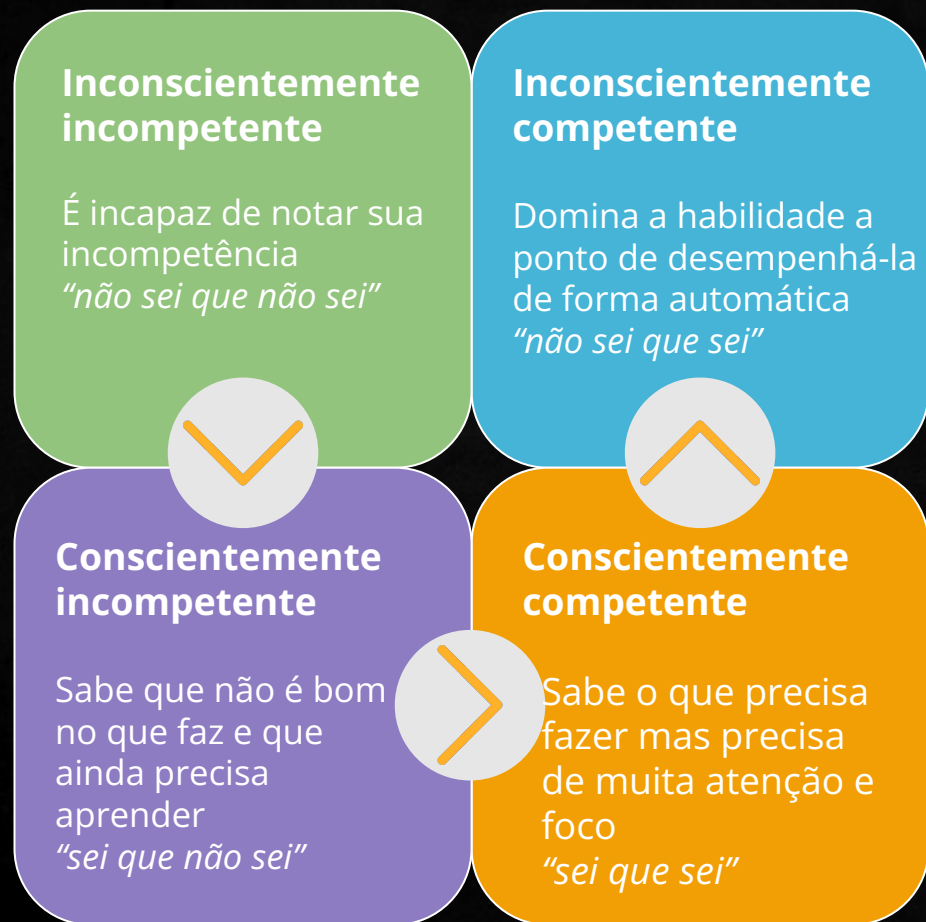 Inconscientemente
incompetente
É incapaz de notar sua
incompetência
“não sei que não sei”
Inconscientemente
competente
Domina a habilidade a
ponto de desempenhá-la
de forma automática
“não sei que sei”
Conscientemente
incompetente
Sabe que não é bom
no que faz e que
ainda precisa
aprender
“sei que não sei”
Conscientemente
competente
Sabe o que precisa
fazer mas precisa
de muita atenção e
foco
“sei que sei”